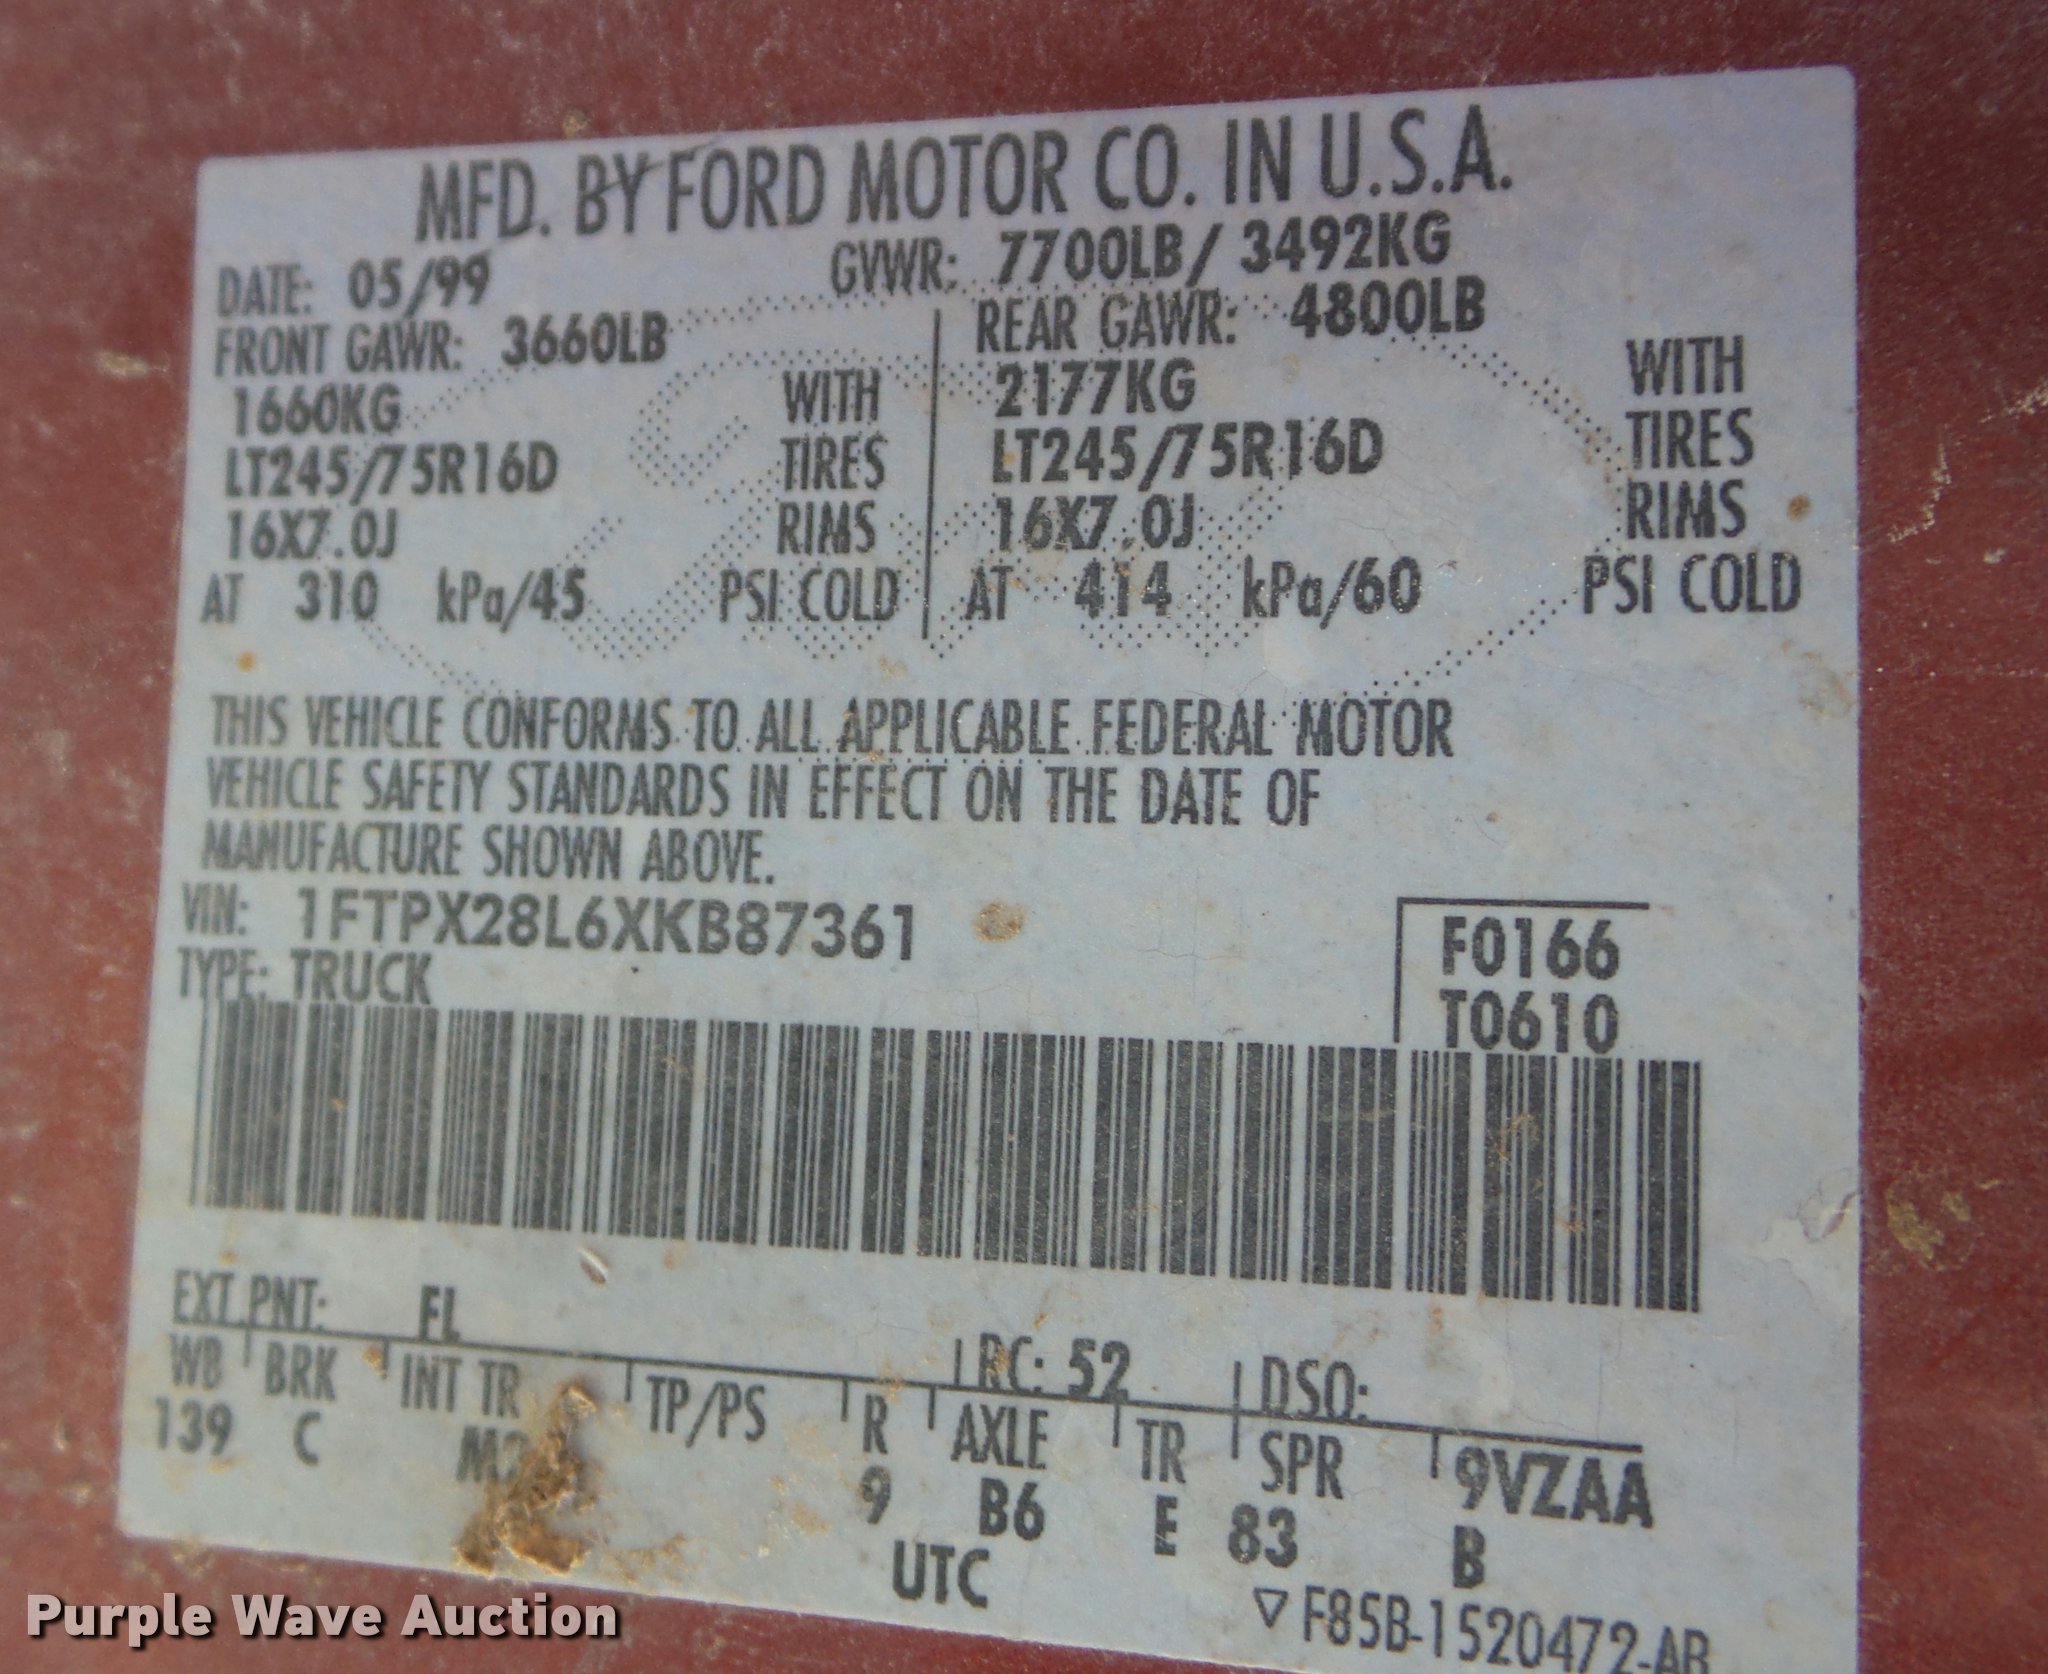 MFD. BY FORD MOTOR CO. IN U.S.A.
DATE: 05/99 GVWR: 7700LB/ 3492KG
FRONT GAWR: 3660LB REAR GAWR: 4800LB
1660KG WITH 2177KG WITH
LT245/75R16D TIRES LT245/75R16D TIRES
16X7.0J RIMS 16X7.0J RIMS
AT 310 kPa/45 PSI COLD AT 414 kPa/60 PSI COLD
THIS VEHICLE CONFORMS TO ALL APPLICABLE FEDERAL MOTOR
VEHICLE SAFETY STANDARDS IN EFFECT ON THE DATE OF
MANUFACTURE SHOWN ABOVE.
VIN: 1FTPX28L6XKB87361 F0166
TYPE: TRUCK T0610
EXT PNT: FL RC: 52 DSO:
WB BRK INT TR TP/PS R AXLE TR SPR 9VZAA
139 C 9 B6 E 83 B
UTC
▽ F85B-1520472-AB
Purple Wave Auction